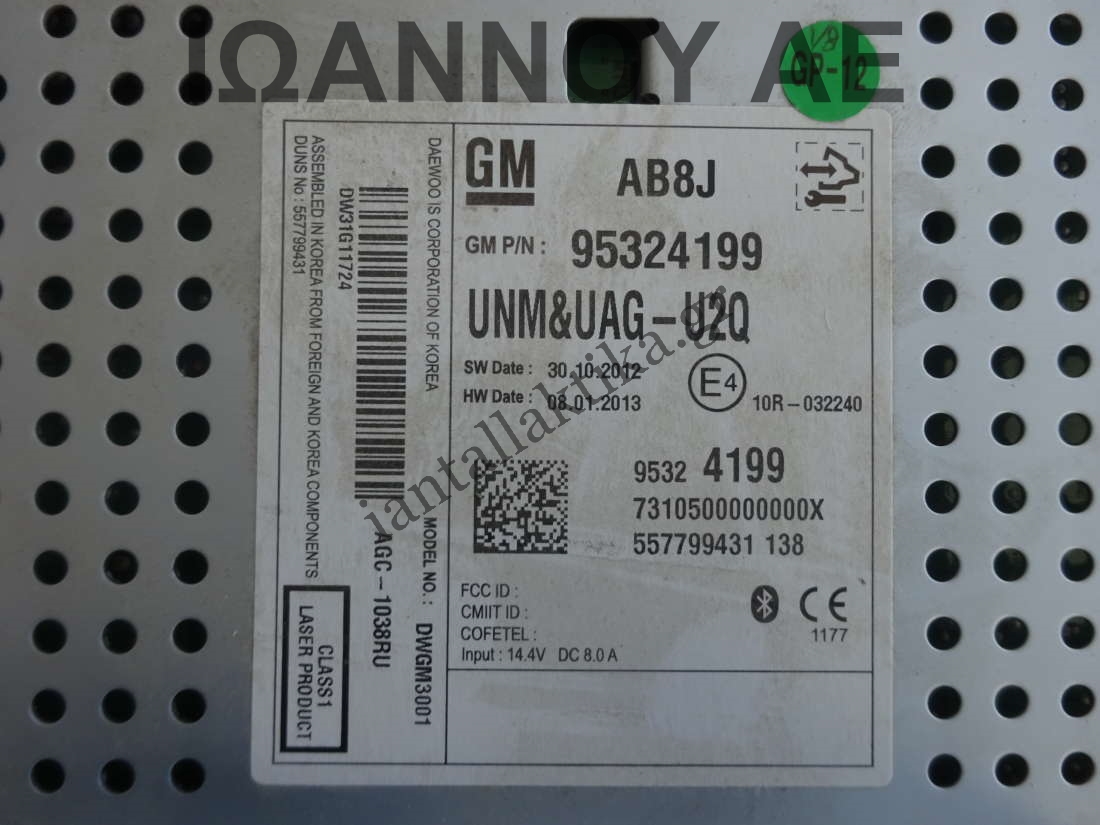 ΙΩΑΝΝΟΥ ΑΕ
V8
GP-12
GM
AB8J
GM P/N : 95324199
UNM&UAG-U2Q
SW Date : 30.10.2012
HW Date : 08.01.2013
E4
10R-032240
9532 4199
7310500000000X
557799431 138
FCC ID :
CMIIT ID :
COFETEL :
Input : 14.4V DC 8.0 A
CE
1177
DAEWOO IS CORPORATION OF KOREA
MODEL NO. : DWGM3001
AGC-1038RU
DW31G11724
ASSEMBLED IN KOREA FROM FOREIGN AND KOREA COMPONENTS
DUNS No : 557799431
CLASS1
LASER PRODUCT
iantallaktika.gr